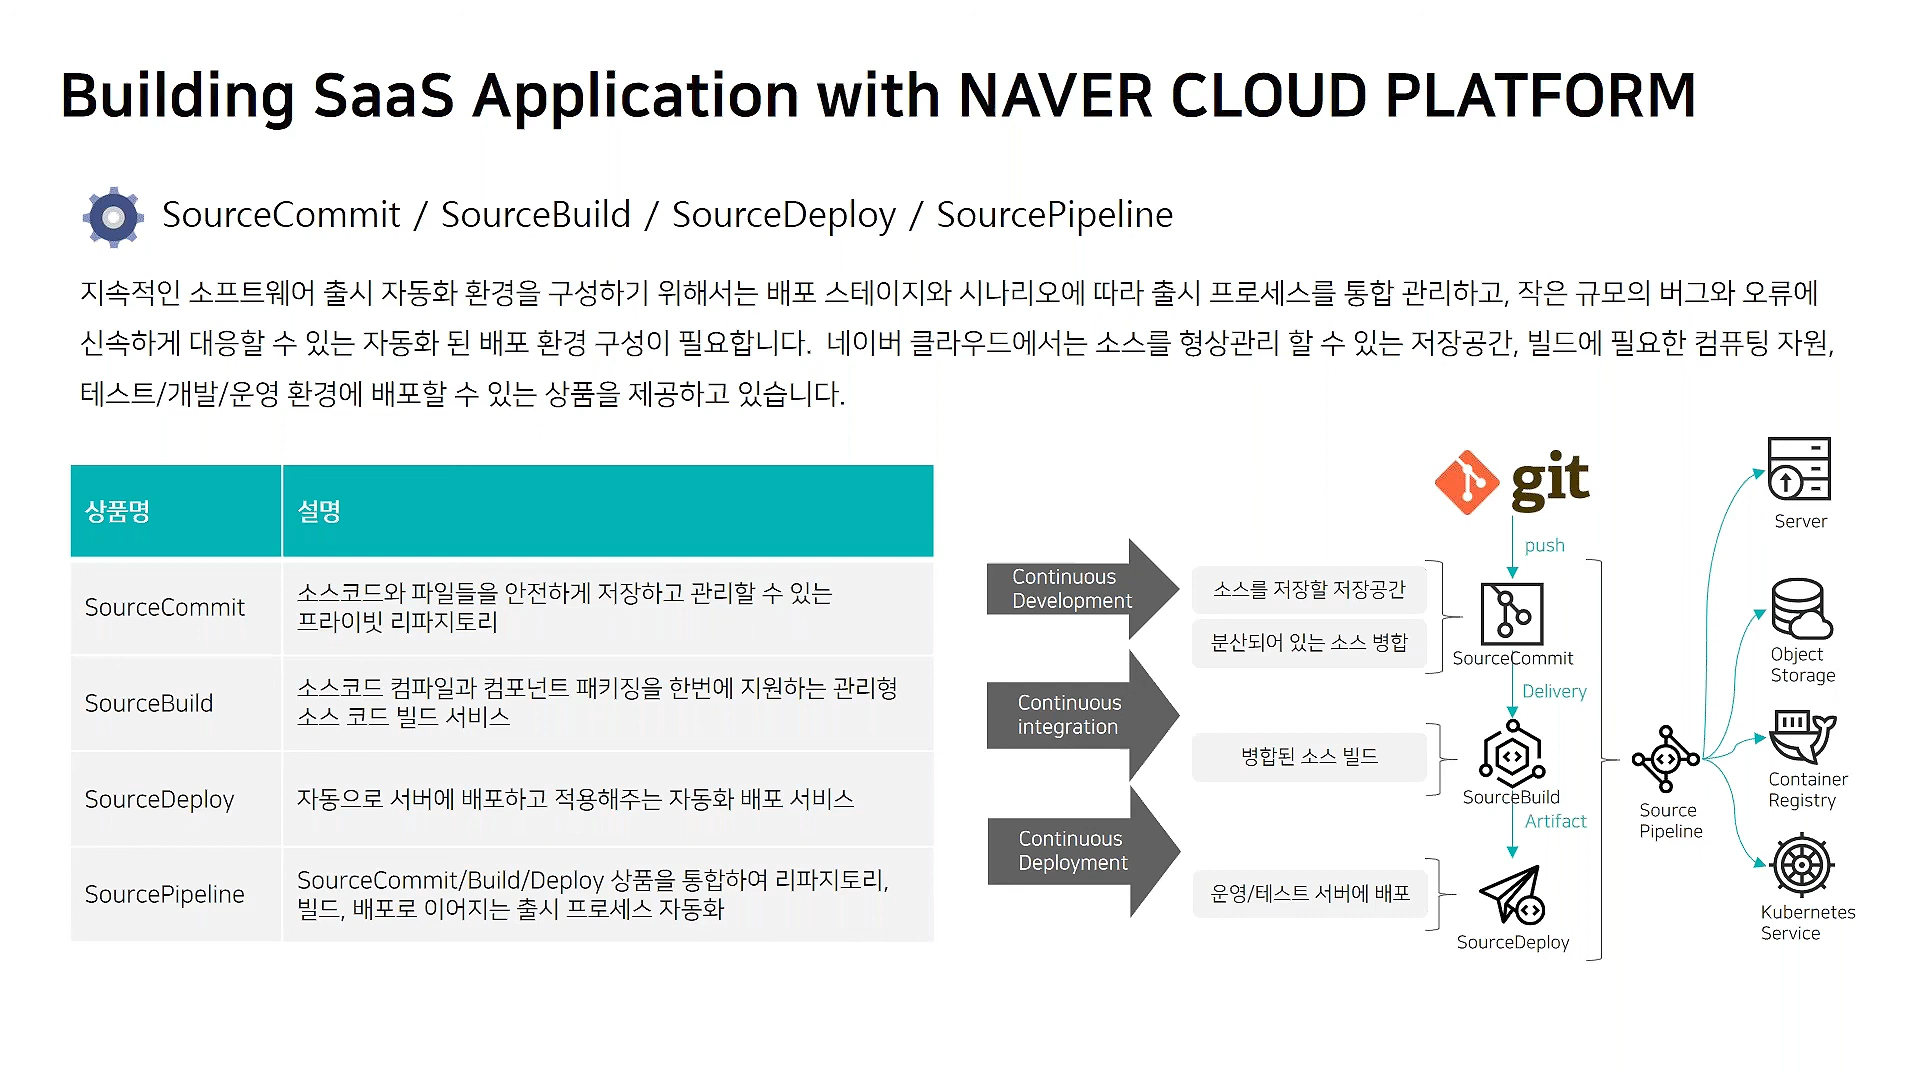 Building SaaS Application with NAVER CLOUD PLATFORM
SourceCommit / SourceBuild / SourceDeploy / SourcePipeline
지속적인 소프트웨어 출시 자동화 환경을 구성하기 위해서는 배포 스테이지와 시나리오에 따라 출시 프로세스를 통합 관리하고, 작은 규모의 버그와 오류에
신속하게 대응할 수 있는 자동화 된 배포 환경 구성이 필요합니다. 네이버 클라우드에서는 소스를 형상관리 할 수 있는 저장공간, 빌드에 필요한 컴퓨팅 자원,
테스트/개발/운영 환경에 배포할 수 있는 상품을 제공하고 있습니다.
상품명
설명
SourceCommit
소스코드와 파일들을 안전하게 저장하고 관리할 수 있는
프라이빗 리파지토리
SourceBuild
소스코드 컴파일과 컴포넌트 패키징을 한번에 지원하는 관리형
소스 코드 빌드 서비스
SourceDeploy
자동으로 서버에 배포하고 적용해주는 자동화 배포 서비스
SourcePipeline
SourceCommit/Build/Deploy 상품을 통합하여 리파지토리,
빌드, 배포로 이어지는 출시 프로세스 자동화
Continuous
Development
Continuous
integration
Continuous
Deployment
소스를 저장할 저장공간
분산되어 있는 소스 병합
병합된 소스 빌드
운영/테스트 서버에 배포
git
push
SourceCommit
Delivery
SourceBuild
Artifact
SourceDeploy
Source
Pipeline
Server
Object
Storage
Container
Registry
Kubernetes
Service